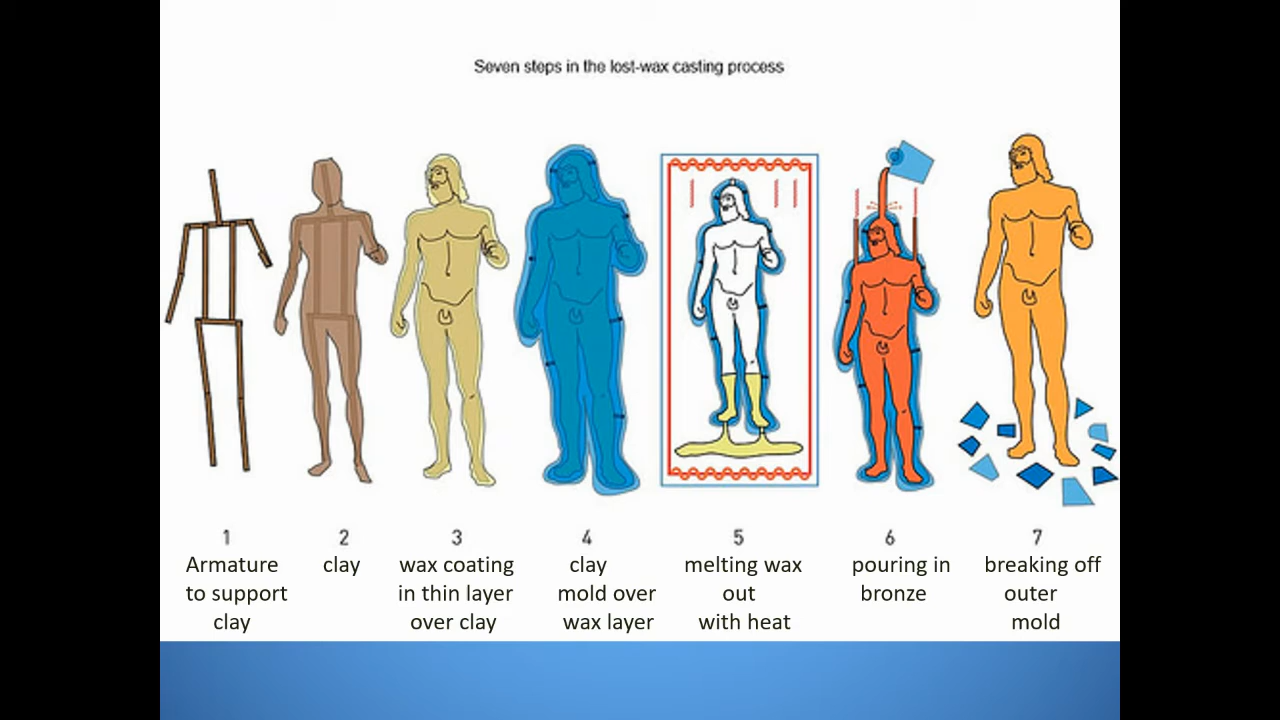 Seven steps in the lost-wax casting process
1
Armature
to support
clay
2
clay
3
wax coating
in thin layer
over clay
4
clay
mold over
wax layer
5
melting wax
out
with heat
6
pouring in
bronze
7
breaking off
outer
mold